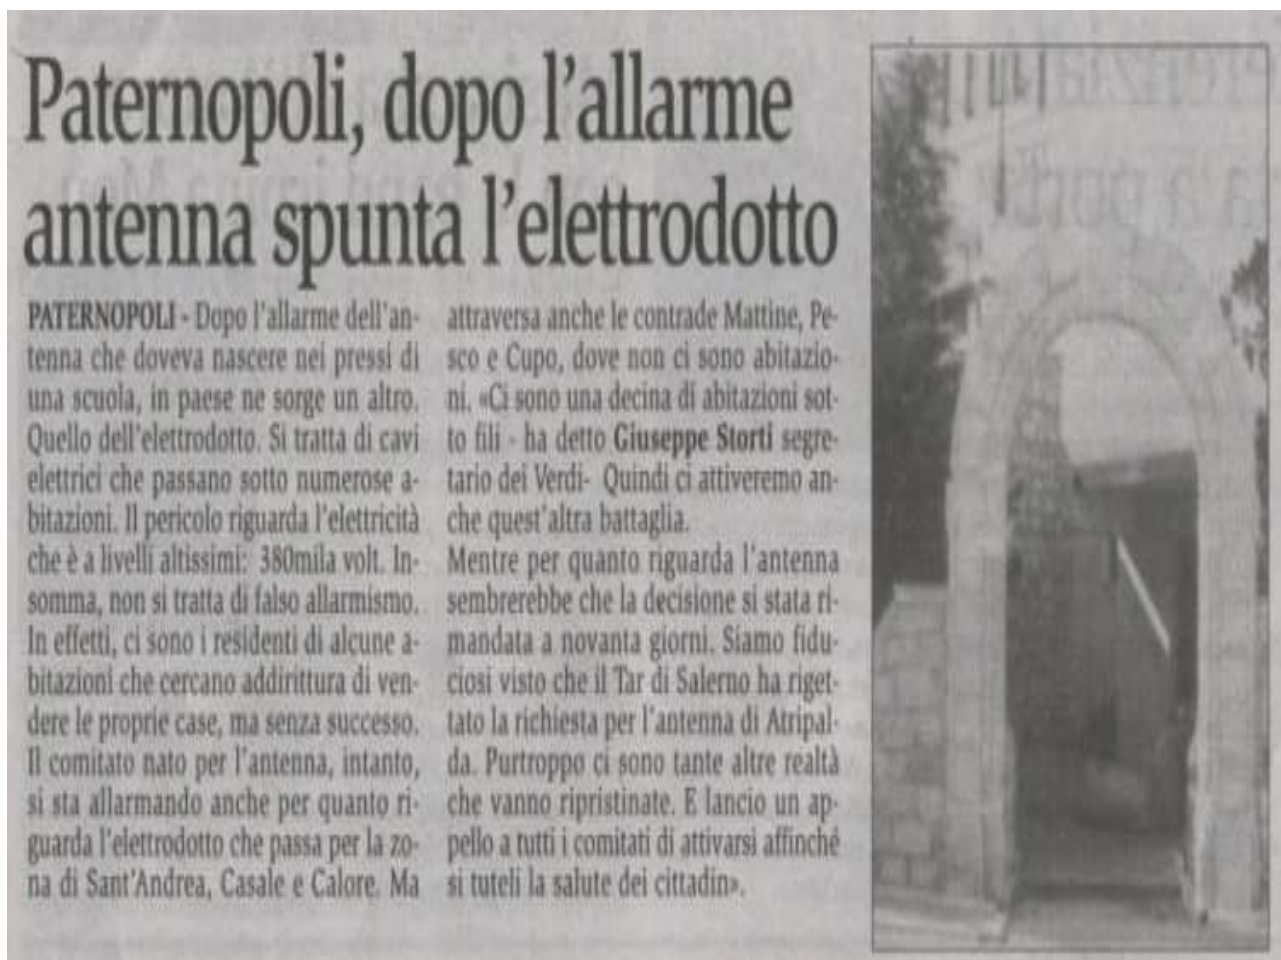 Paternopoli, dopo l'allarme
antenna spunta l'elettrodotto
PATERNOPOLI - Dopo l'allarme dell'an-
tenna che doveva nascere nei pressi di
una scuola, in paese ne sorge un altro.
Quello dell'elettrodotto. Si tratta di cavi
elettrici che passano sotto numerose a-
bitazioni. Il pericolo riguarda l'elettricità
che è a livelli altissimi: 380mila volt. In-
somma, non si tratta di falso allarmismo.
In effetti, ci sono i residenti di alcune a-
bitazioni che cercano addirittura di ven-
dere le proprie case, ma senza successo.
Il comitato nato per l'antenna, intanto,
si sta allarmando anche per quanto ri-
guarda l'elettrodotto che passa per la zo-
na di Sant'Andrea, Casale e Calore. Ma
attraversa anche le contrade Mattine, Pe-
sco e Cupo, dove non ci sono abitazio-
ni. «Ci sono una decina di abitazioni sot-
to fili - ha detto Giuseppe Storti segre-
tario dei Verdi- Quindi ci attiveremo an-
che quest'altra battaglia.
Mentre per quanto riguarda l'antenna
sembrerebbe che la decisione si stata ri-
mandata a novanta giorni. Siamo fidu-
ciosi visto che il Tar di Salerno ha riget-
tato la richiesta per l'antenna di Atripal-
da. Purtroppo ci sono tante altre realtà
che vanno ripristinate. E lancio un ap-
pello a tutti i comitati di attivarsi affinché
si tuteli la salute dei cittadin».